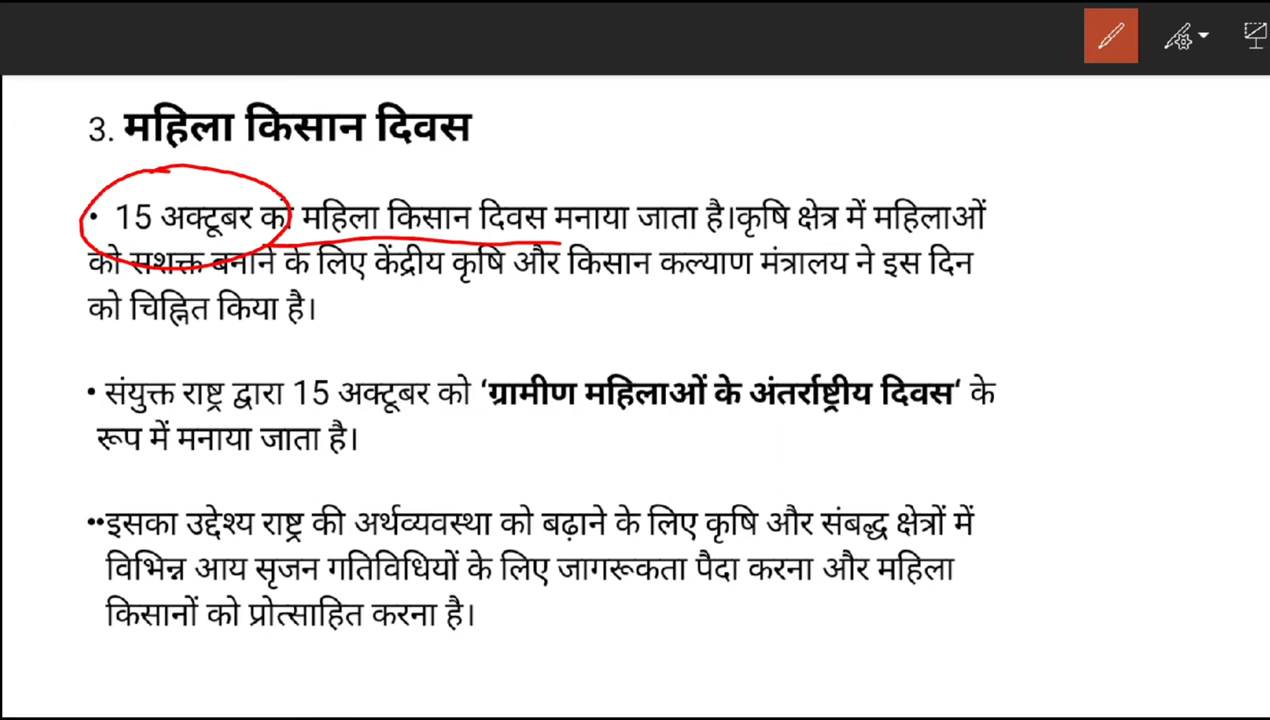 3. महिला किसान दिवस
• 15 अक्टूबर को महिला किसान दिवस मनाया जाता है।कृषि क्षेत्र में महिलाओं
को सशक्त बनाने के लिए केंद्रीय कृषि और किसान कल्याण मंत्रालय ने इस दिन
को चिह्नित किया है।
• संयुक्त राष्ट्र द्वारा 15 अक्टूबर को ‘ग्रामीण महिलाओं के अंतर्राष्ट्रीय दिवस‘ के
रूप में मनाया जाता है।
••इसका उद्देश्य राष्ट्र की अर्थव्यवस्था को बढ़ाने के लिए कृषि और संबद्ध क्षेत्रों में
विभिन्न आय सृजन गतिविधियों के लिए जागरूकता पैदा करना और महिला
किसानों को प्रोत्साहित करना है।